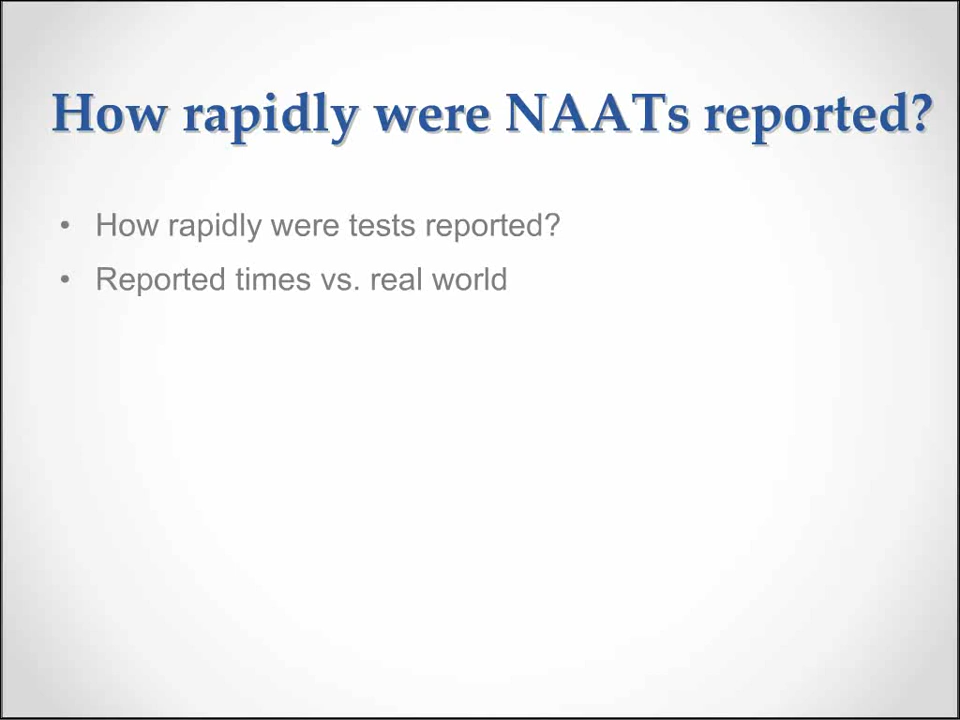 How rapidly were NAATs reported?
• How rapidly were tests reported?
• Reported times vs. real world